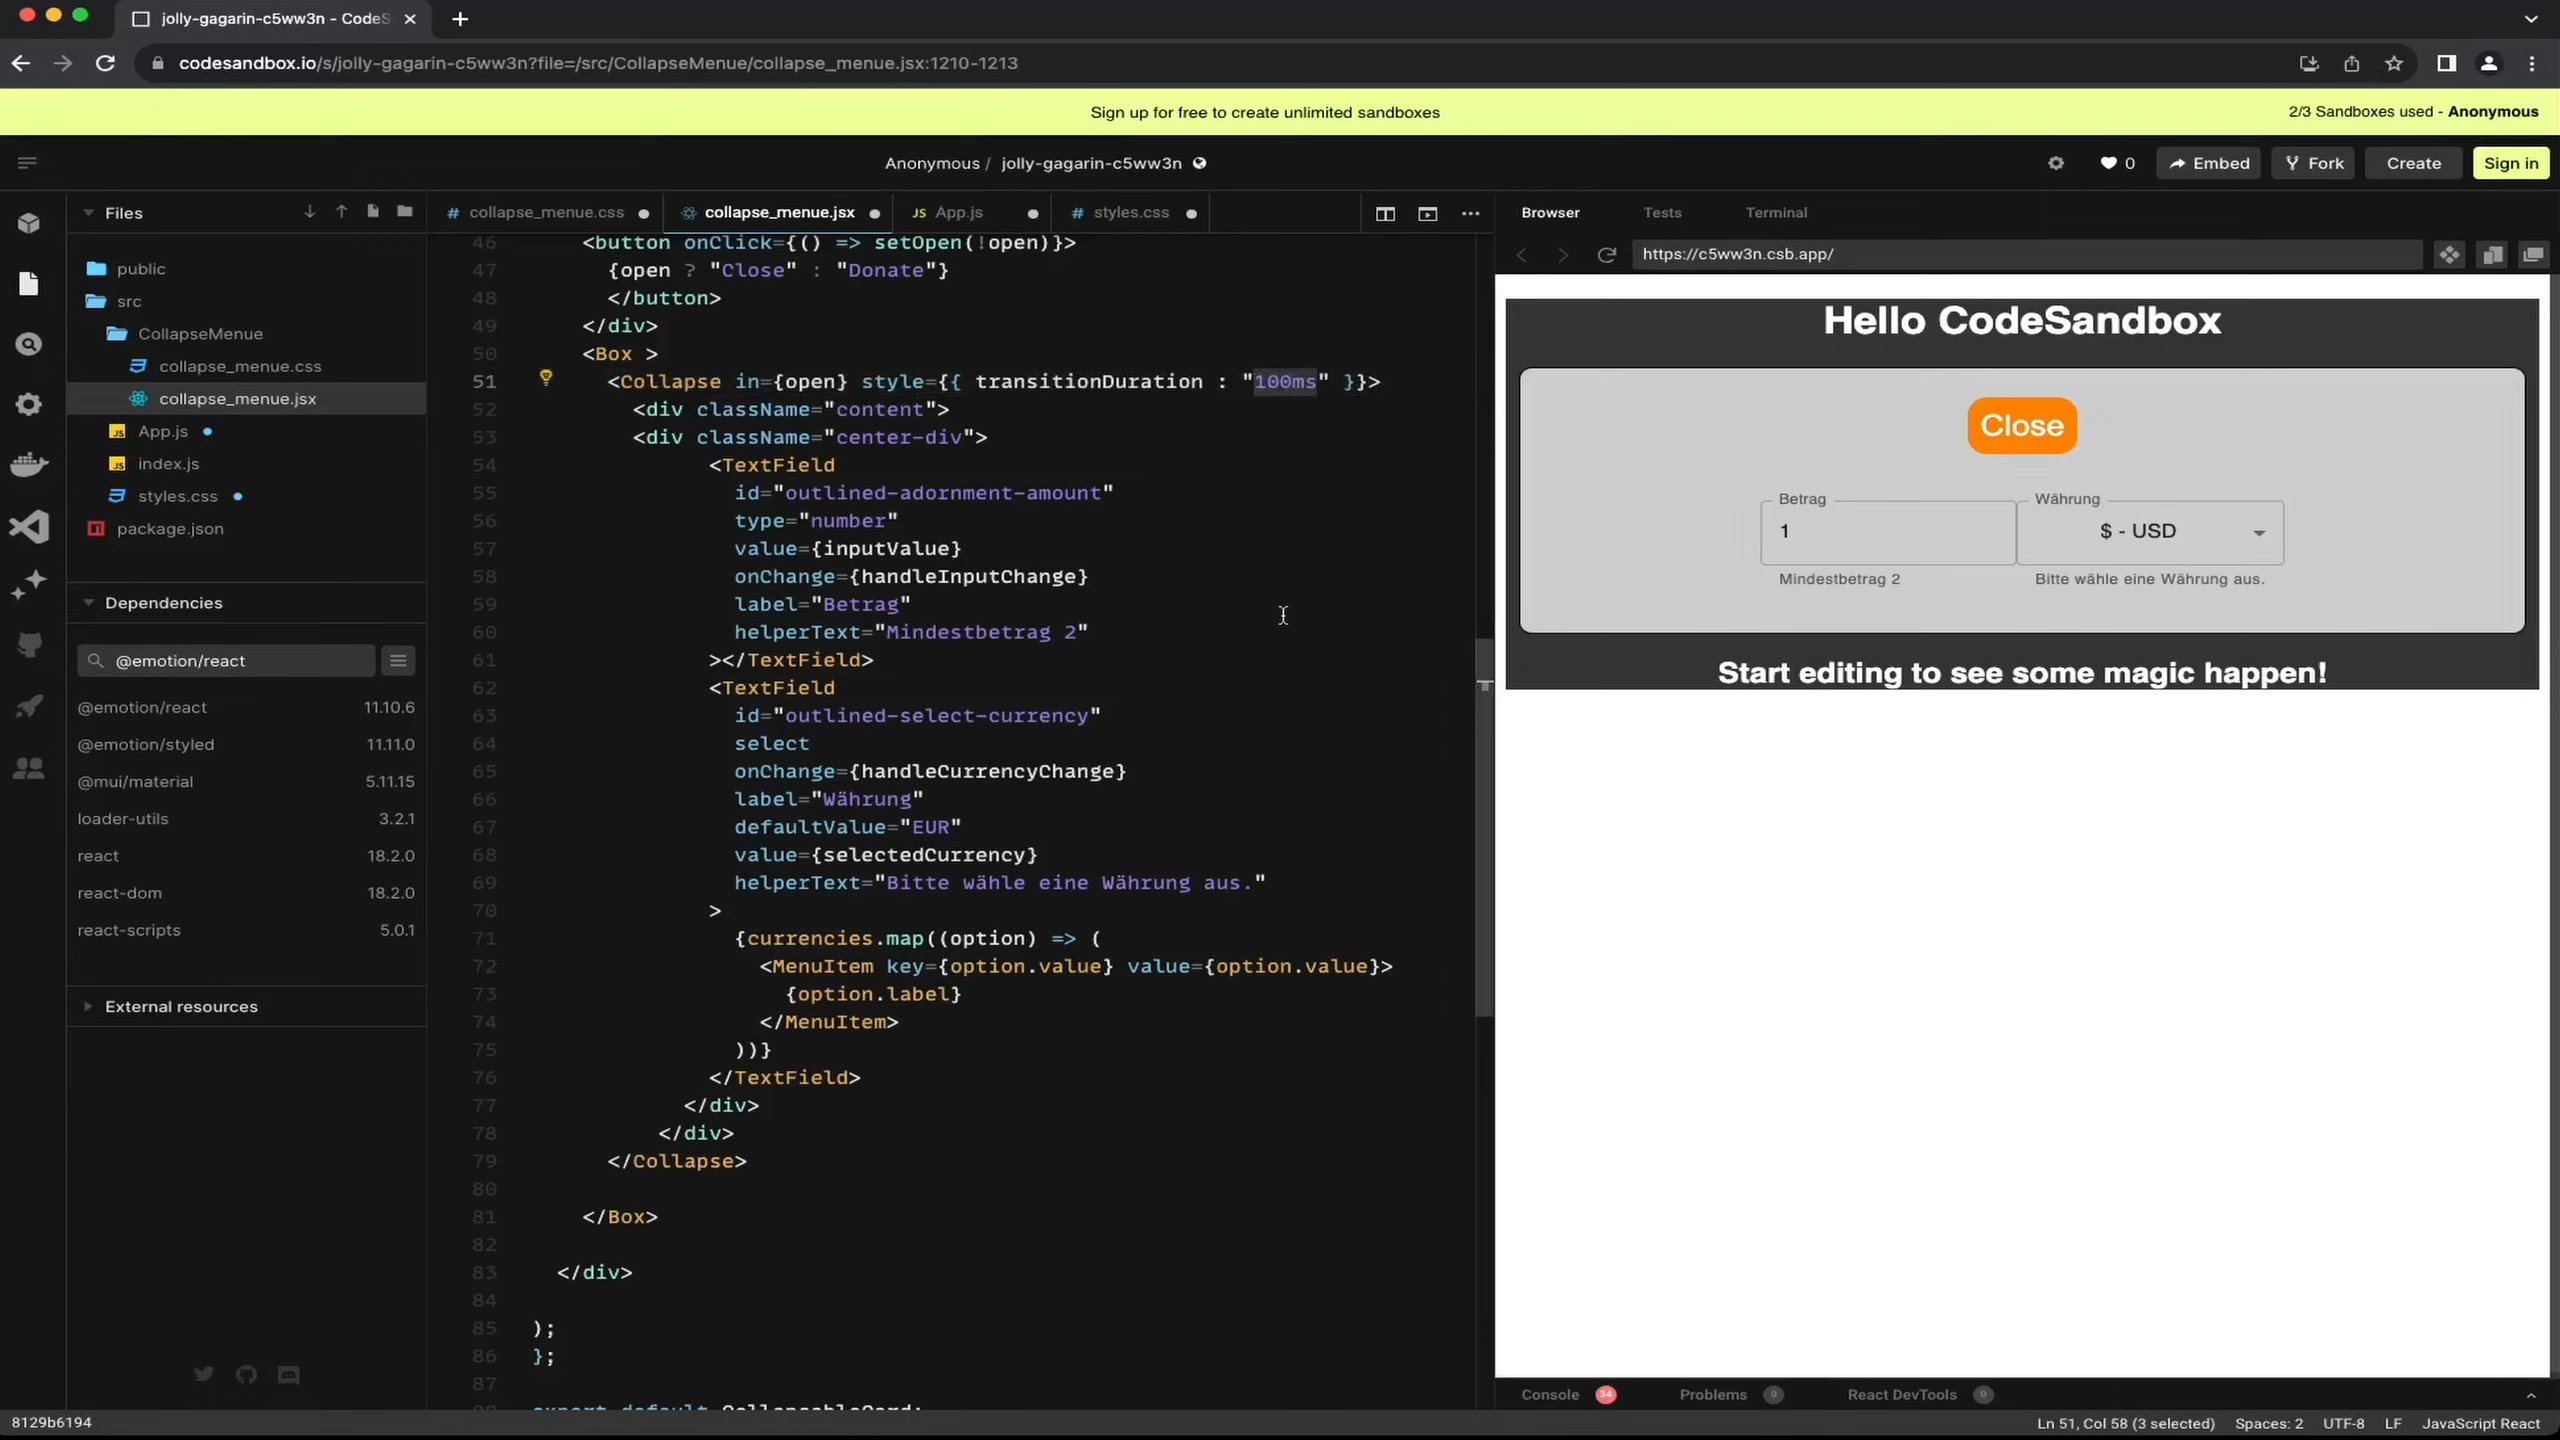 jolly-gagarin-c5ww3n - CodeS
codesandbox.io/s/jolly-gagarin-c5ww3n?file=/src/CollapseMenue/collapse_menue.jsx:1210-1213
Sign up for free to create unlimited sandboxes
2/3 Sandboxes used - Anonymous
Anonymous / jolly-gagarin-c5ww3n
0
Embed
Fork
Create
Sign in
Files
public
src
CollapseMenue
collapse_menue.css
collapse_menue.jsx
JS App.js
JS index.js
styles.css
package.json
Dependencies
@emotion/react
@emotion/react 11.10.6
@emotion/styled 11.11.0
@mui/material 5.11.15
loader-utils 3.2.1
react 18.2.0
react-dom 18.2.0
react-scripts 5.0.1
External resources
# collapse_menue.css
collapse_menue.jsx
JS App.js
# styles.css
46 <button onClick={() => setOpen(!open)}>
47 {open ? "Close" : "Donate"}
48 </button>
49 </div>
50 <Box >
51 <Collapse in={open} style={{ transitionDuration : "100ms" }}>
52 <div className="content">
53 <div className="center-div">
54 <TextField
55 id="outlined-adornment-amount"
56 type="number"
57 value={inputValue}
58 onChange={handleInputChange}
59 label="Betrag"
60 helperText="Mindestbetrag 2"
61 ></TextField>
62 <TextField
63 id="outlined-select-currency"
64 select
65 onChange={handleCurrencyChange}
66 label="Währung"
67 defaultValue="EUR"
68 value={selectedCurrency}
69 helperText="Bitte wähle eine Währung aus."
70 >
71 {currencies.map((option) => (
72 <MenuItem key={option.value} value={option.value}>
73 {option.label}
74 </MenuItem>
75 ))}
76 </TextField>
77 </div>
78 </div>
79 </Collapse>
80
81 </Box>
82
83 </div>
84
85 );
86 };
87
export default
Browser
Tests
Terminal
https://c5ww3n.csb.app/
Hello CodeSandbox
Close
Betrag
1
Mindestbetrag 2
Währung
$ - USD
Bitte wähle eine Währung aus.
Start editing to see some magic happen!
Console 34
Problems 0
React DevTools 0
8129b6194
Ln 51, Col 58 (3 selected)
Spaces: 2
UTF-8
LF
JavaScript React